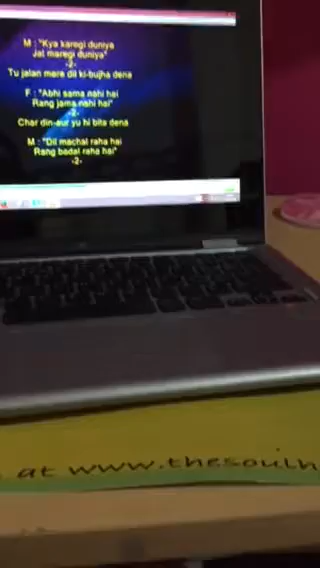 M : "Kya karegi duniya
Jal maregi duniya"
-2-
Tu jalan mere dil ki bujha dena
F : "Abhi sama nahi hai
Rang jama nahi hai"
-2-
Char din aur yu hi bita dena
M : "Dil machal raha hai
Rang badal raha hai"
-2-
at www.thesouth